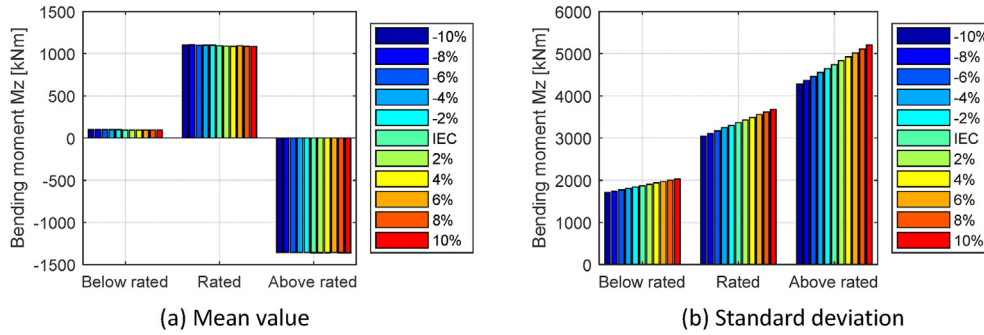 Bending moment Mz [kNm]
1500
1000
500
0
-500
-1000
-1500
Below rated
Rated
Above rated
-10%
-8%
-6%
-4%
-2%
IEC
2%
4%
6%
8%
10%
(a) Mean value
Bending moment Mz [kNm]
6000
5000
4000
3000
2000
1000
0
Below rated
Rated
Above rated
-10%
-8%
-6%
-4%
-2%
IEC
2%
4%
6%
8%
10%
(b) Standard deviation